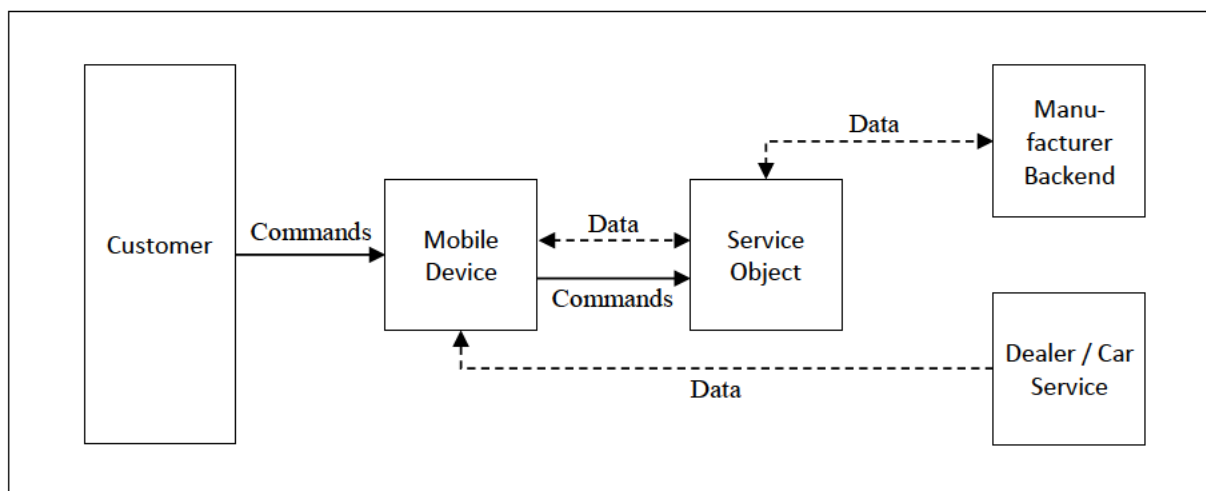 Customer
Commands
Mobile
Device
Data
Commands
Service
Object
Data
Manu-
facturer
Backend
Data
Dealer / Car
Service